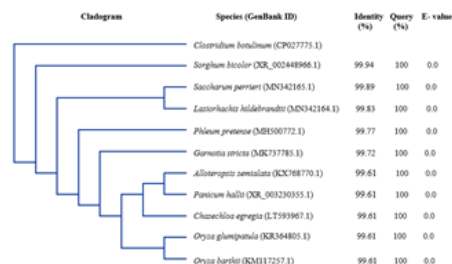 Cladogram Species (GenBank ID) Identity (%) Query (%) E- value
Clostridium botulinum (CP027775.1)
Sorghum bicolor (XR_002448966.1) 99.94 100 0.0
Saccharum perrieri (MN342165.1) 99.89 100 0.0
Lasiorhachis hildebrandtii (MN342164.1) 99.83 100 0.0
Phleum pretense (MH500772.1) 99.77 100 0.0
Garnotia stricta (MK737785.1) 99.72 100 0.0
Alloteropsis semialata (KX768770.1) 99.61 100 0.0
Panicum hallii (XR_003230355.1) 99.61 100 0.0
Chasechloa egregia (LT593967.1) 99.61 100 0.0
Oryza glumipatula (KR364805.1) 99.61 100 0.0
Oryza barthii (KM117257.1) 99.61 100 0.0